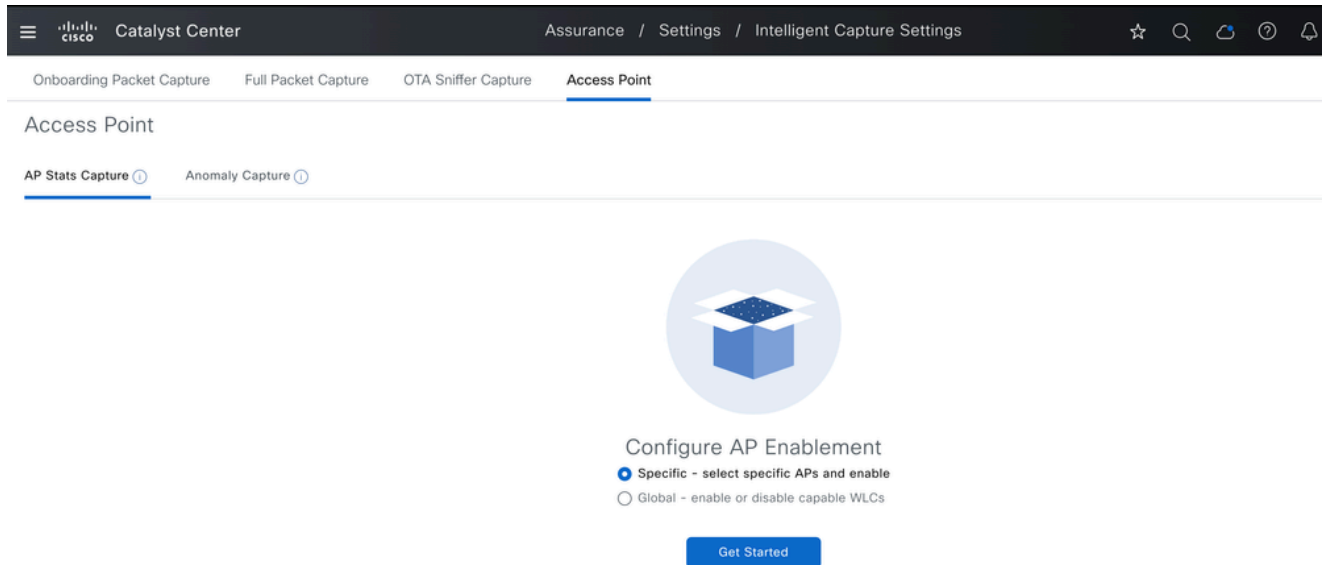 CISCO Catalyst Center Assurance / Settings / Intelligent Capture Settings
Onboarding Packet Capture Full Packet Capture OTA Sniffer Capture Access Point
Access Point
AP Stats Capture Anomaly Capture
Configure AP Enablement
Specific - select specific APs and enable
Global - enable or disable capable WLCs
Get Started